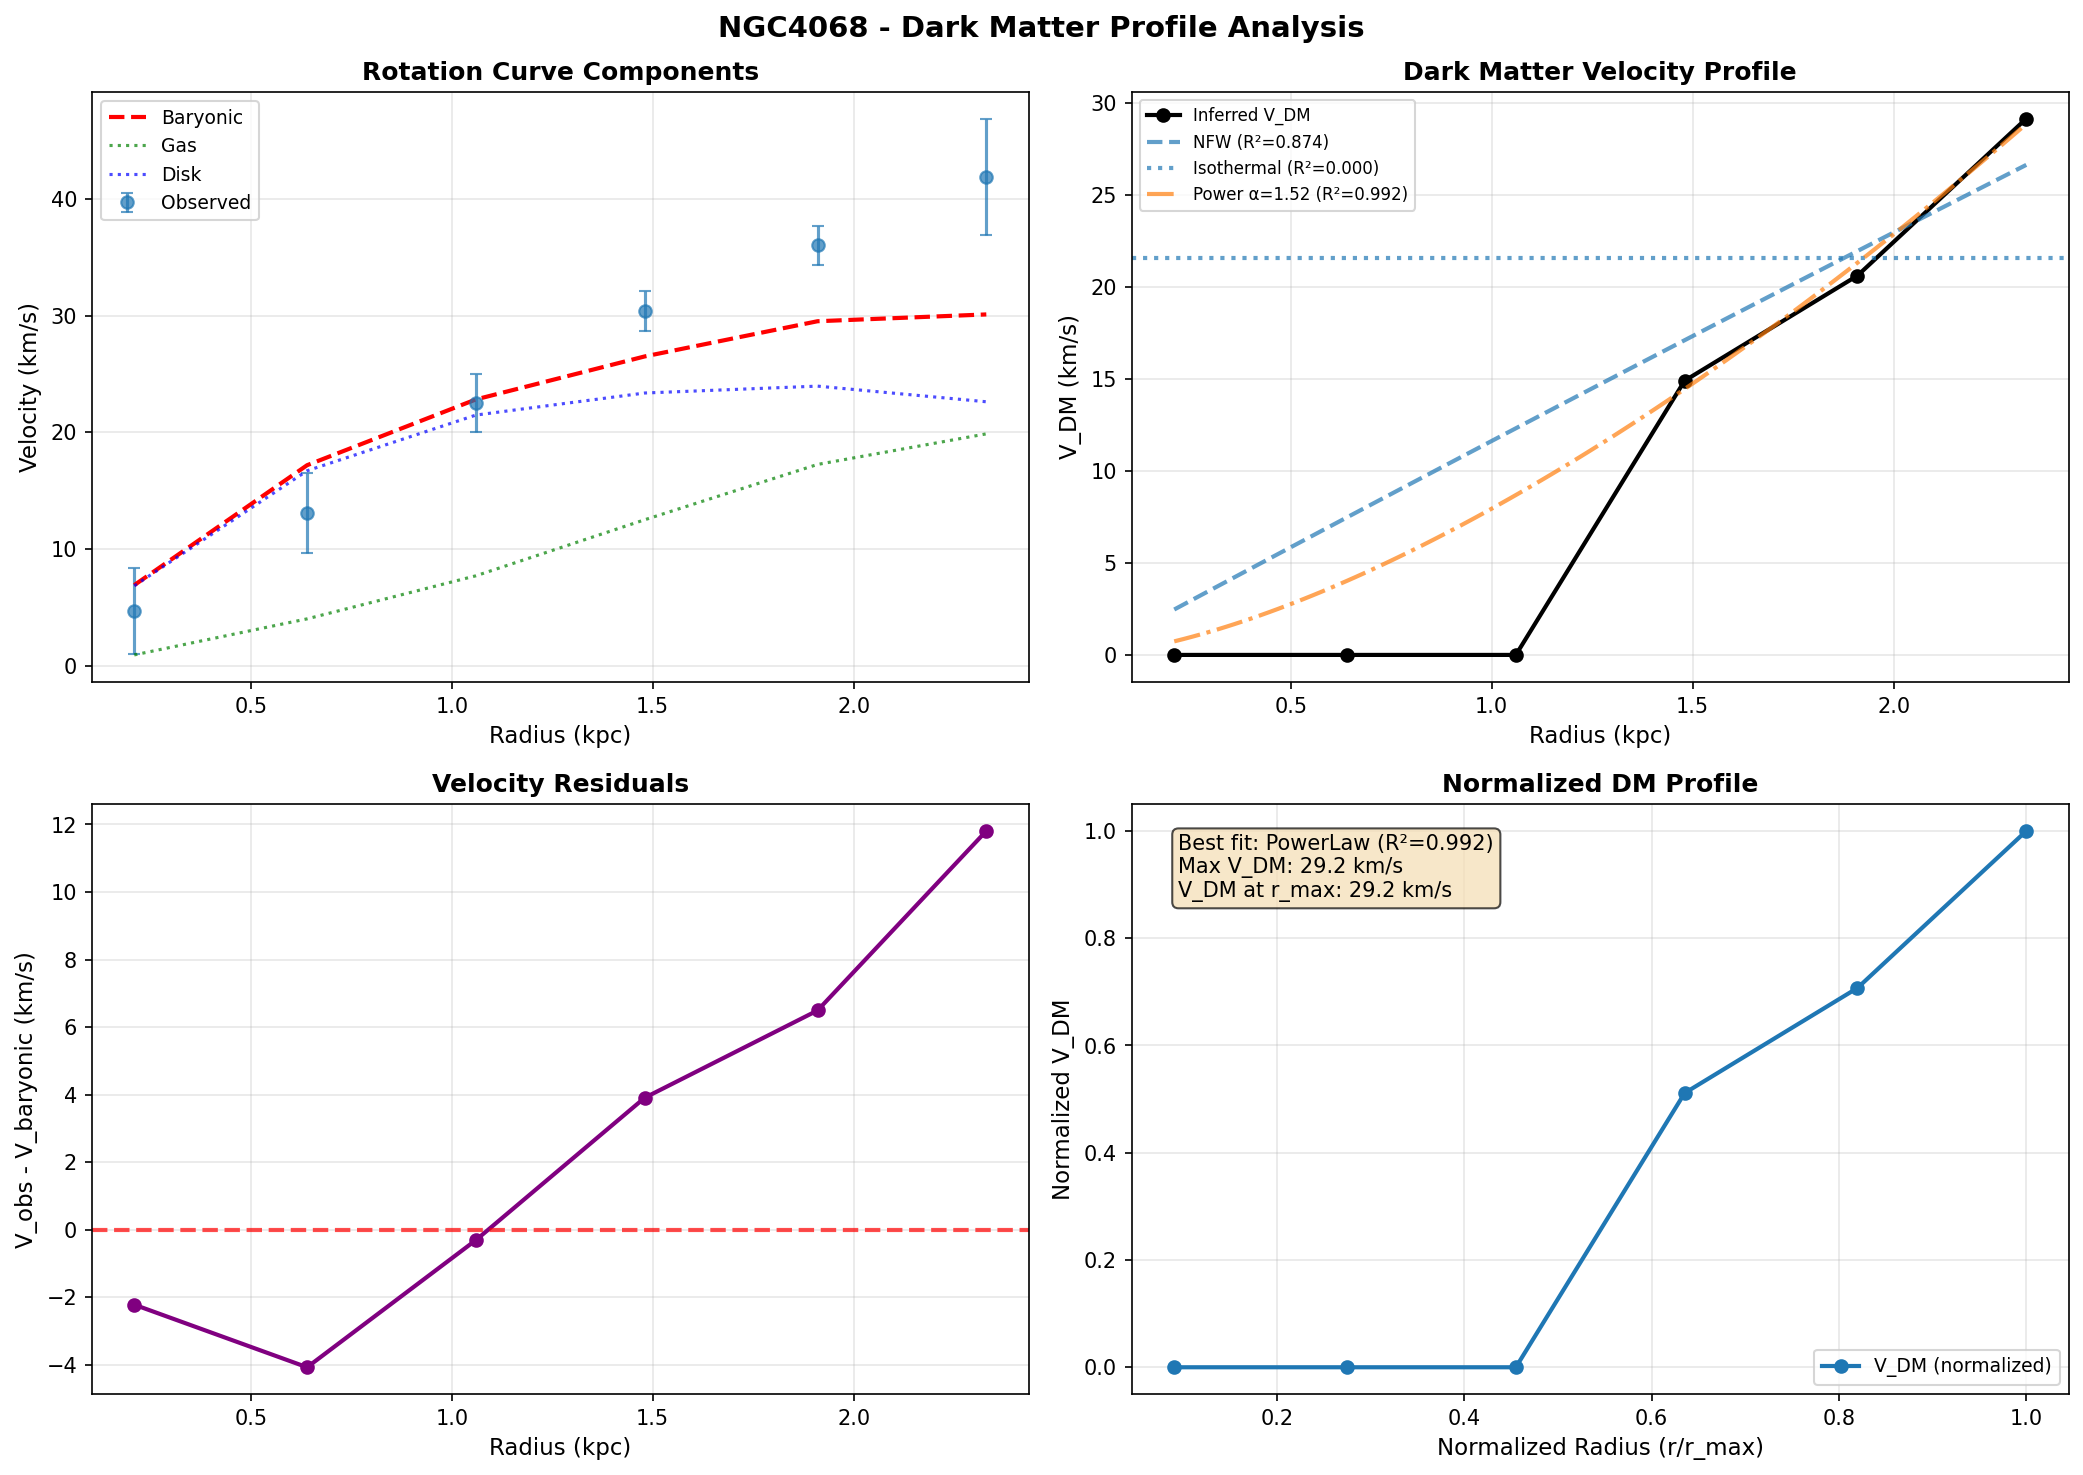 NGC4068 - Dark Matter Profile Analysis
Rotation Curve Components
Baryonic
Gas
Disk
Observed
Velocity (km/s)
40
30
20
10
0
0.5 1.0 1.5 2.0
Radius (kpc)
Dark Matter Velocity Profile
Inferred V_DM
NFW (R²=0.874)
Isothermal (R²=0.000)
Power α=1.52 (R²=0.992)
V_DM (km/s)
30
25
20
15
10
5
0
0.5 1.0 1.5 2.0
Radius (kpc)
Velocity Residuals
V_obs - V_baryonic (km/s)
12
10
8
6
4
2
0
−2
−4
0.5 1.0 1.5 2.0
Radius (kpc)
Normalized DM Profile
Best fit: PowerLaw (R²=0.992)
Max V_DM: 29.2 km/s
V_DM at r_max: 29.2 km/s
Normalized V_DM
1.0
0.8
0.6
0.4
0.2
0.0
V_DM (normalized)
0.2 0.4 0.6 0.8 1.0
Normalized Radius (r/r_max)